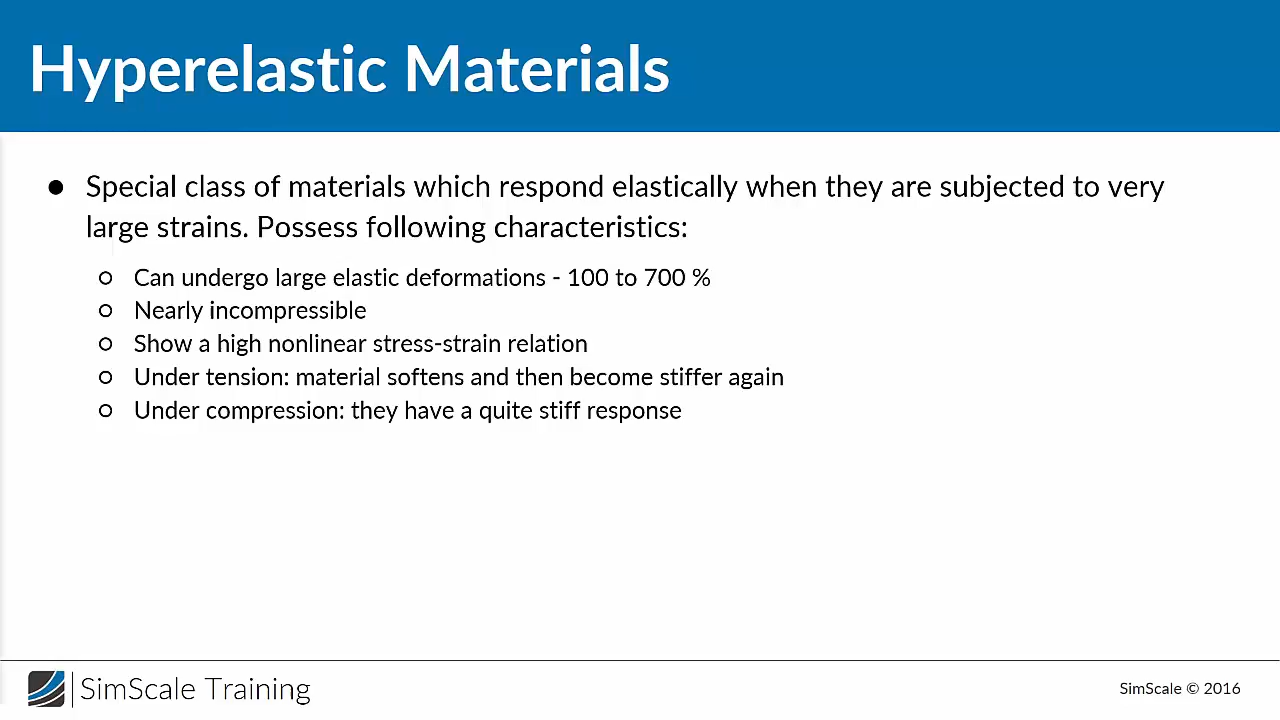 Hyperelastic Materials
● Special class of materials which respond elastically when they are subjected to very
large strains. Possess following characteristics:
○ Can undergo large elastic deformations - 100 to 700 %
○ Nearly incompressible
○ Show a high nonlinear stress-strain relation
○ Under tension: material softens and then become stiffer again
○ Under compression: they have a quite stiff response
SimScale Training
SimScale © 2016